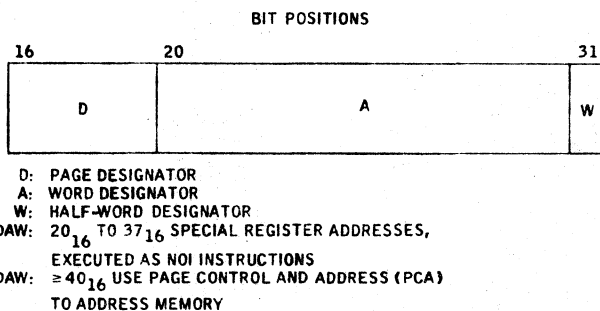 BIT POSITIONS
16 20 31
D A W
D: PAGE DESIGNATOR
A: WORD DESIGNATOR
W: HALF-WORD DESIGNATOR
DAW: 20₁₆ TO 37₁₆ SPECIAL REGISTER ADDRESSES,
EXECUTED AS NOI INSTRUCTIONS
DAW: ≥40₁₆ USE PAGE CONTROL AND ADDRESS (PCA)
TO ADDRESS MEMORY